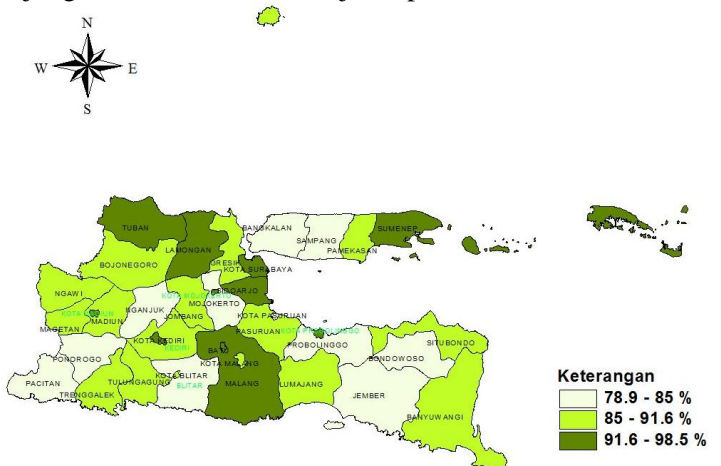 N
W E
S
TUBAN
LAMONGAN
BANGKALAN
SAMPANG
PAMEKASAN
SUMENEP
BOJONEGORO
GRESIK
KOTA SURABAYA
NGAWI
KOTA MOJOKERTO
SIDOARJO
MOJOKERTO
KOTA MADIUN
MADIUN
NGANJUK
JOMBANG
KOTA PASURUAN
MAGETAN
PASURUAN
KOTA PROBOLINGGO
PROBOLINGGO
KOTA KEDIRI
KEDIRI
BATU
SITUBONDO
BONDOWOSO
PONOROGO
KOTA MALANG
KOTA BLITAR
PACITAN
TULUNGAGUNG
BLITAR
MALANG
LUMAJANG
TRENGGALEK
JEMBER
BANYUWANGI
Keterangan
78.9 - 85 %
85 - 91.6 %
91.6 - 98.5 %